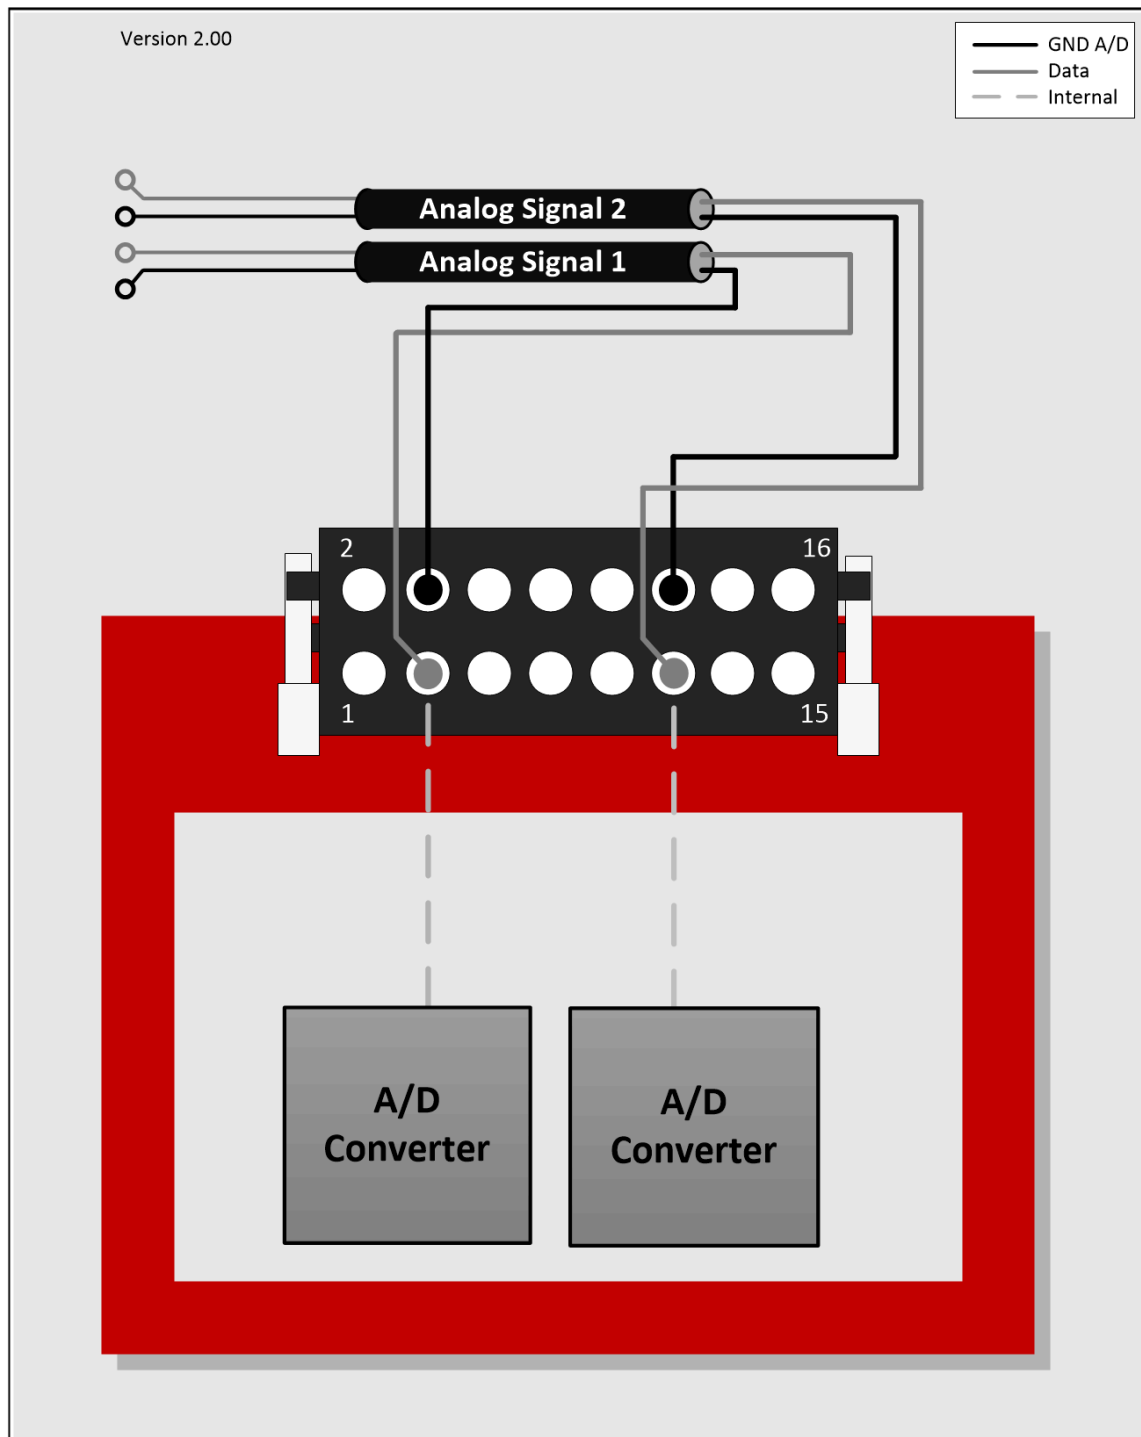 Version 2.00
GND A/D
Data
Internal
Analog Signal 2
Analog Signal 1
2
16
1
15
A/D
Converter
A/D
Converter